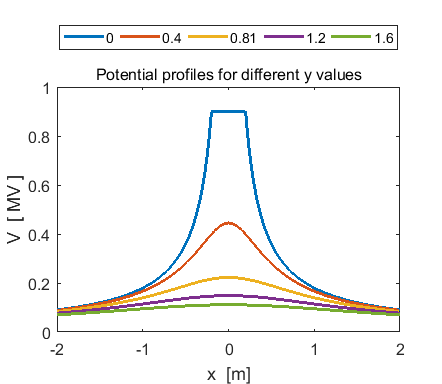 0 0.4 0.81 1.2 1.6
Potential profiles for different y values
1
0.8
0.6
0.4
0.2
0
V [ MV ]
-2 -1 0 1 2
x [m]